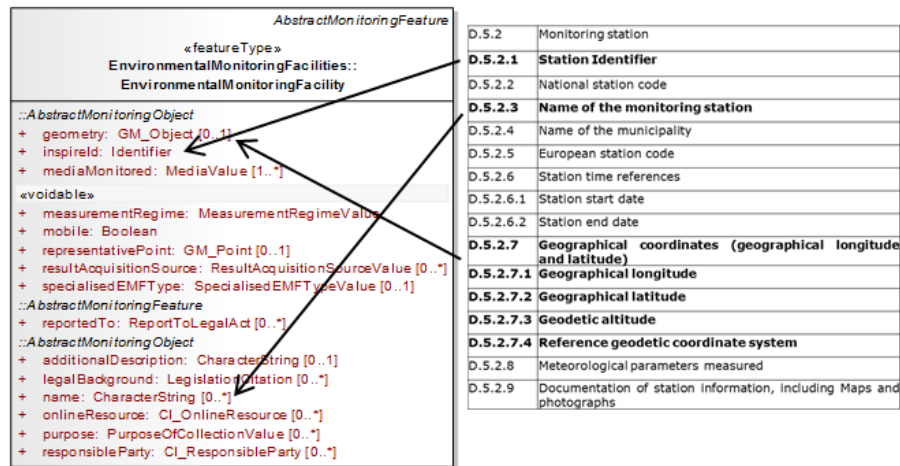 AbstractMonitoringFeature
«featureType»
EnvironmentalMonitoringFacilities::
EnvironmentalMonitoringFacility
::AbstractMonitoringObject
+ geometry: GM_Object [0..1]
+ inspireId: Identifier
+ mediaMonitored: MediaValue [1..*]
«voidable»
+ measurementRegime: MeasurementRegimeValue
+ mobile: Boolean
+ representativePoint: GM_Point [0..1]
+ resultAcquisitionSource: ResultAcquisitionSourceValue [0..*]
+ specialisedEMFType: SpecialisedEMFTypeValue [0..1]
::AbstractMonitoringFeature
+ reportedTo: ReportToLegalAct [0..*]
::AbstractMonitoringObject
+ additionalDescription: CharacterString [0..1]
+ legalBackground: LegislationCitation [0..*]
+ name: CharacterString [0..*]
+ onlineResource: CI_OnlineResource [0..*]
+ purpose: PurposeOfCollectionValue [0..*]
+ responsibleParty: CI_ResponsibleParty [0..*]
D.5.2 Monitoring station
D.5.2.1 Station Identifier
D.5.2.2 National station code
D.5.2.3 Name of the monitoring station
D.5.2.4 Name of the municipality
D.5.2.5 European station code
D.5.2.6 Station time references
D.5.2.6.1 Station start date
D.5.2.6.2 Station end date
D.5.2.7 Geographical coordinates (geographical longitude
and latitude)
D.5.2.7.1 Geographical longitude
D.5.2.7.2 Geographical latitude
D.5.2.7.3 Geodetic altitude
D.5.2.7.4 Reference geodetic coordinate system
D.5.2.8 Meteorological parameters measured
D.5.2.9 Documentation of station information, including Maps and
photographs